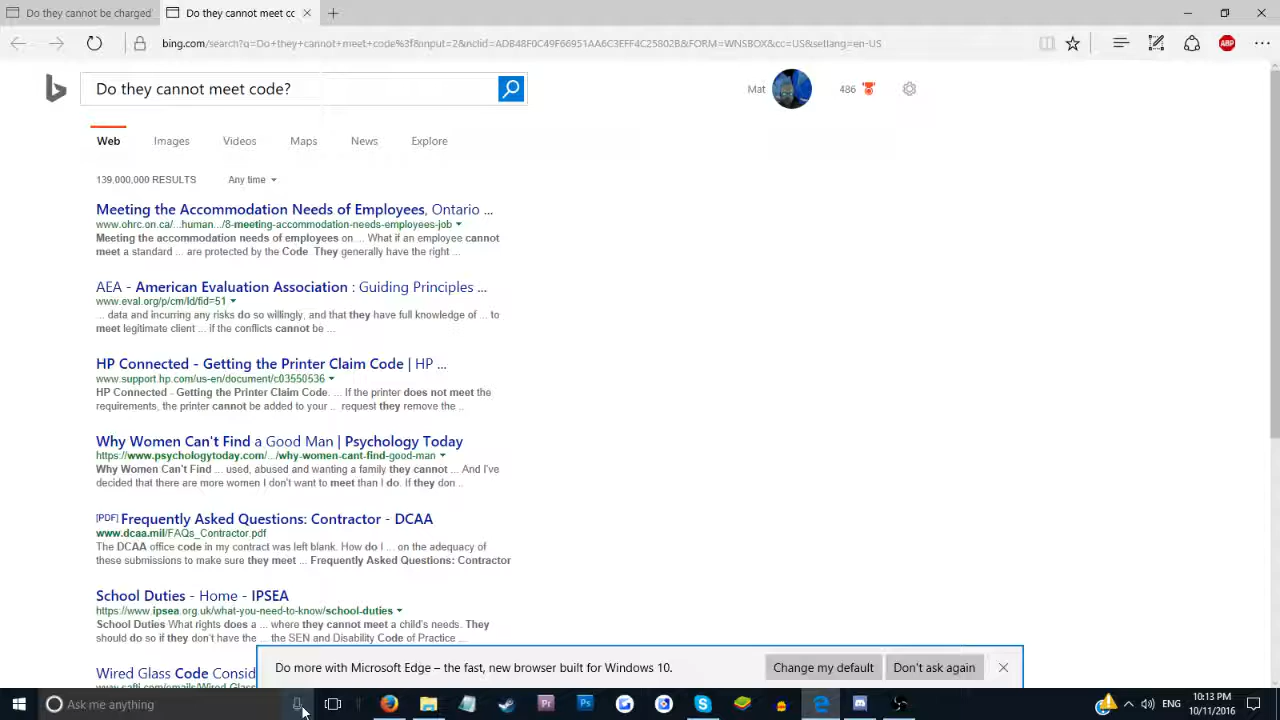 Do they cannot be charged
Do they cannot meet cc
bing.com/search?q=Do+they+cannot+meet+code%3f&input=2&nclid=ADB48F0C49F66951AA6C3EFF4C25802B&FORM=WNSBOX&cc=US&setlang=en-US
ABP
Do they cannot meet code?
Mat
486
Web Images Videos Maps News Explore
139,000,000 RESULTS Any time
Meeting the Accommodation Needs of Employees, Ontario ...
www.ohrc.on.ca/...human.../8-meeting-accommodation-needs-employees-job
Meeting the accommodation needs of employees on ... What if an employee cannot
meet a standard ... are protected by the Code They generally have the right ...
AEA - American Evaluation Association : Guiding Principles ...
www.eval.org/p/cm/ld/fid=51
... data and incurring any risks do so willingly, and that they have full knowledge of ... to
meet legitimate client ... if the conflicts cannot be ...
HP Connected - Getting the Printer Claim Code | HP ...
www.support.hp.com/us-en/document/c03550536
HP Connected - Getting the Printer Claim Code. ... If the printer does not meet the
requirements, the printer cannot be added to your .. request they remove the ..
Why Women Can't Find a Good Man | Psychology Today
https://www.psychologytoday.com/.../why-women-cant-find-good-man
Why Women Can't Find ... used, abused and wanting a family they cannot ... And I've
decided that there are more women I don't want to meet than I do. If they don ..
[PDF] Frequently Asked Questions: Contractor - DCAA
www.dcaa.mil/FAQs_Contractor.pdf
The DCAA office code in my contract was left blank. How do I ... on the adequacy of
these submissions to make sure they meet ... Frequently Asked Questions: Contractor
School Duties - Home - IPSEA
https://www.ipsea.org.uk/what-you-need-to-know/school-duties
School Duties What rights does a ... where they cannot meet a child's needs. They
should do so if they don't have the ... the SEN and Disability Code of Practice ...
Wired Glass Code Consid
Do more with Microsoft Edge – the fast, new browser built for Windows 10.
Change my default
Don't ask again
Ask me anything
10:13 PM
10/11/2016